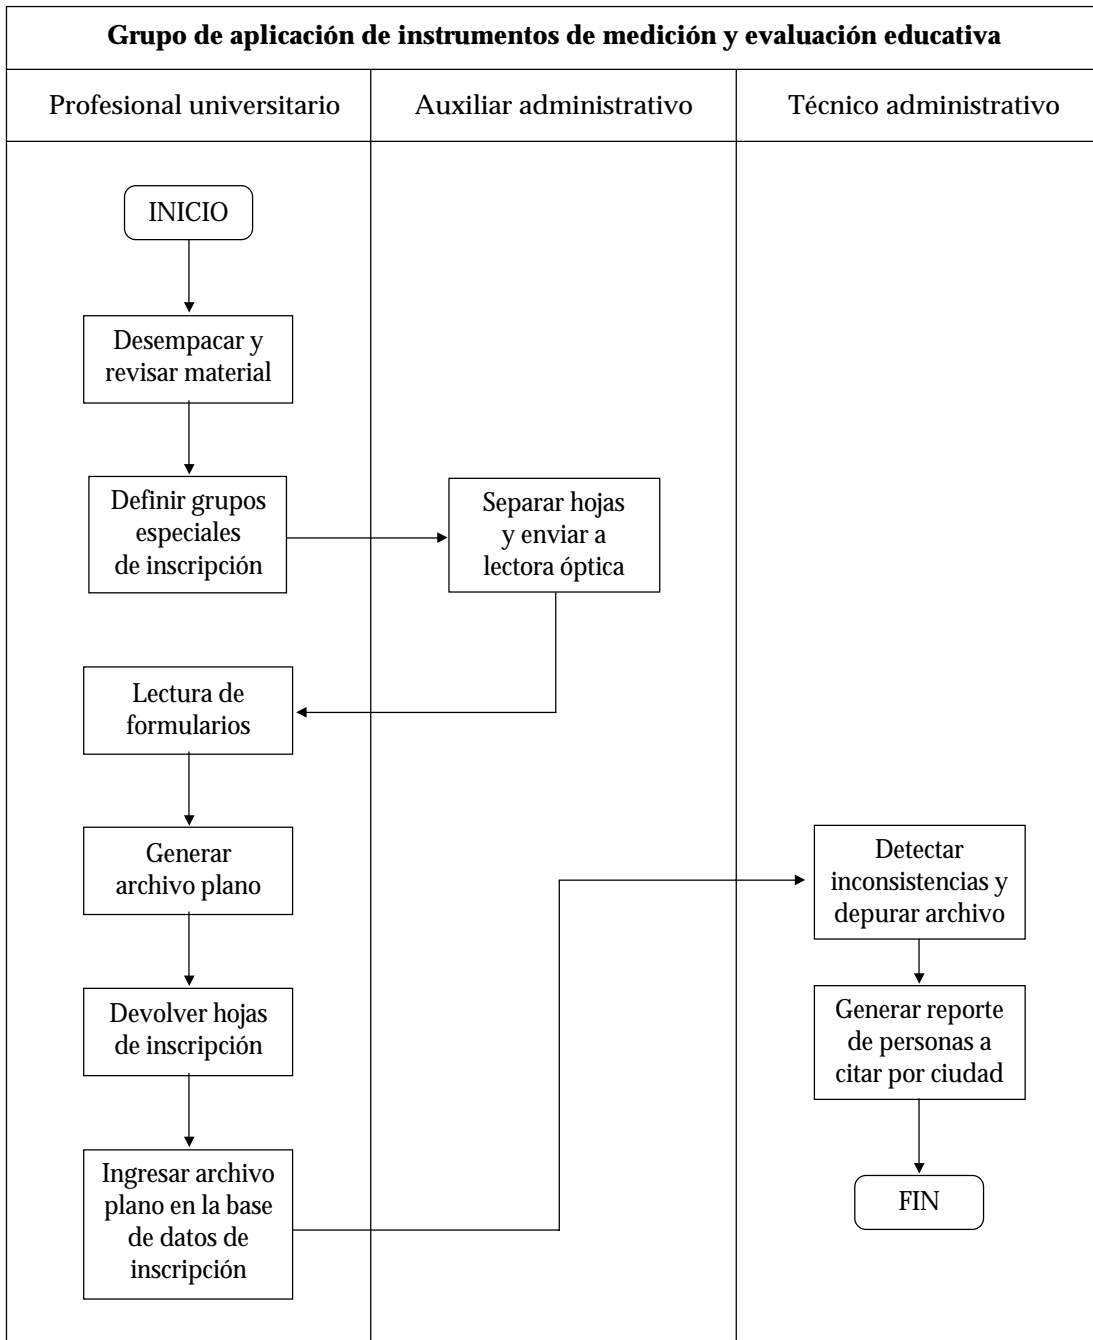 Grupo de aplicación de instrumentos de medición y evaluación educativa
Profesional universitario
Auxiliar administrativo
Técnico administrativo
INICIO
Desempacar y
revisar material
Definir grupos
especiales
de inscripción
Separar hojas
y enviar a
lectora óptica
Lectura de
formularios
Generar
archivo plano
Devolver hojas
de inscripción
Ingresar archivo
plano en la base
de datos de
inscripción
Detectar
inconsistencias y
depurar archivo
Generar reporte
de personas a
citar por ciudad
FIN